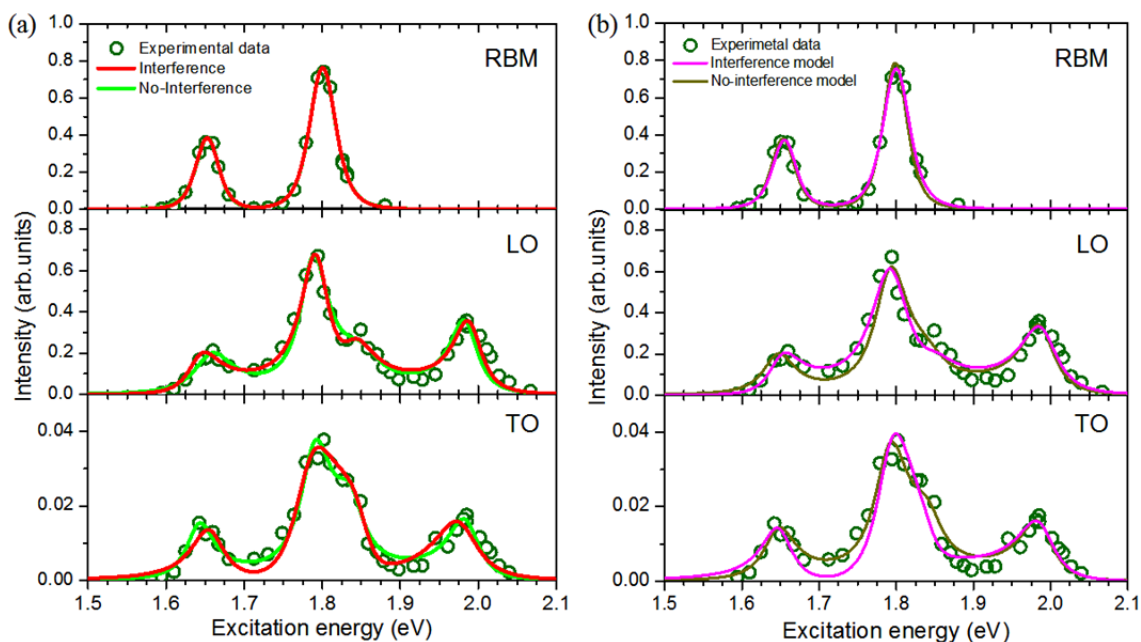 (a)
1.0
0.8
0.6
0.4
0.2
0.0
Experimental data
Interference
No-Interference
RBM
0.8
0.6
0.4
0.2
0.0
LO
0.04
0.02
0.00
TO
Intensity (arb.units)
1.5 1.6 1.7 1.8 1.9 2.0 2.1
Excitation energy (eV)
(b)
1.0
0.8
0.6
0.4
0.2
0.0
Experimetal data
Interference model
No-interference model
RBM
0.8
0.6
0.4
0.2
0.0
LO
0.04
0.02
0.00
TO
Intensity (arb.units)
1.5 1.6 1.7 1.8 1.9 2.0 2.1
Excitation energy (eV)